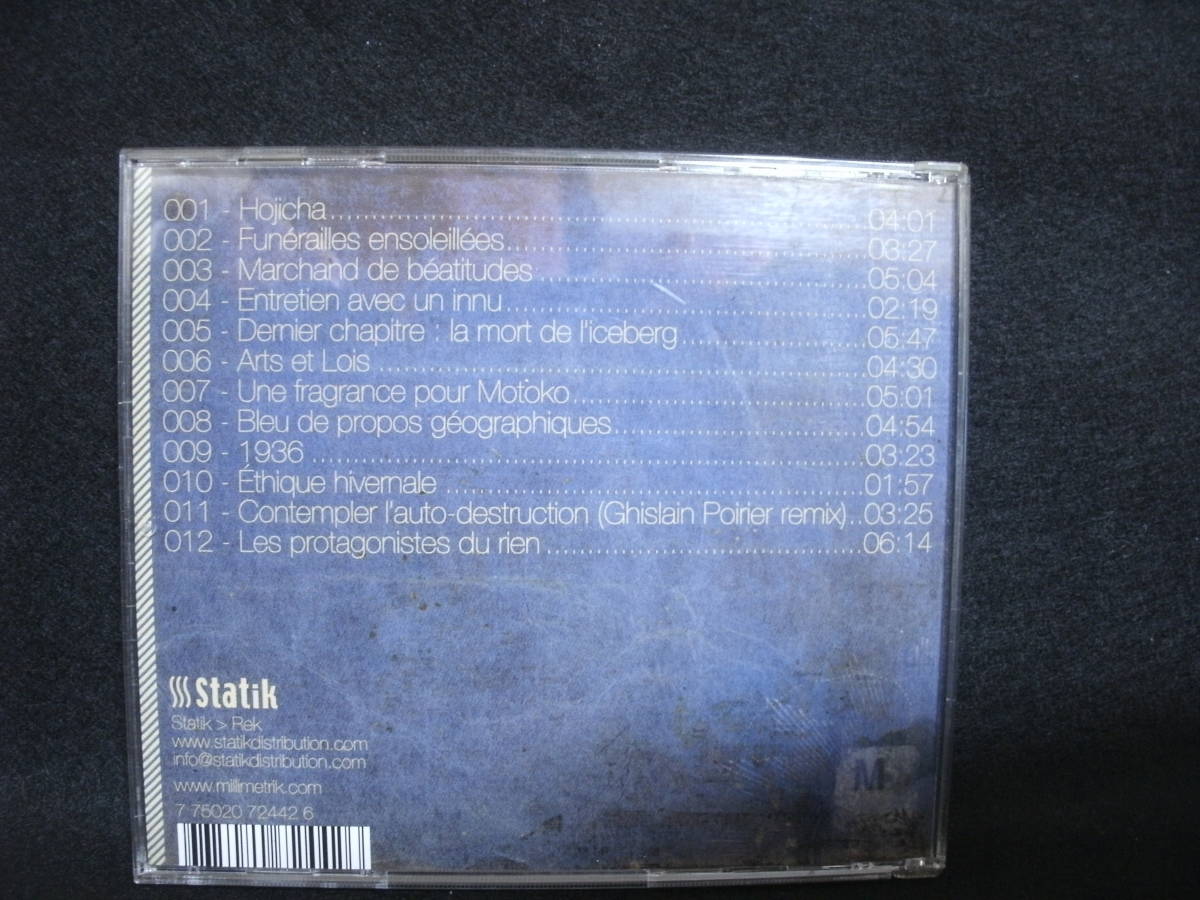 001 - Hojicha........................04:01
002 - Funérailles ensoleillées........................03:27
003 - Marchand de béatitudes........................05:04
004 - Entretien avec un innu........................02:19
005 - Dernier chapitre : la mort de l'iceberg........................05:47
006 - Arts et Lois........................04:30
007 - Une fragrance pour Motoko........................05:01
008 - Bleu de propos géographiques........................04:54
009 - 1936........................03:23
010 - Éthique hivernale........................01:57
011 - Contempler l'auto-destruction (Ghislain Poirier remix)..03:25
012 - Les protagonistes du rien........................06:14
Statik
Statik > Rek
www.statikdistribution.com
info@statikdistribution.com
www.millimetrik.com
7 75020 72442 6
M